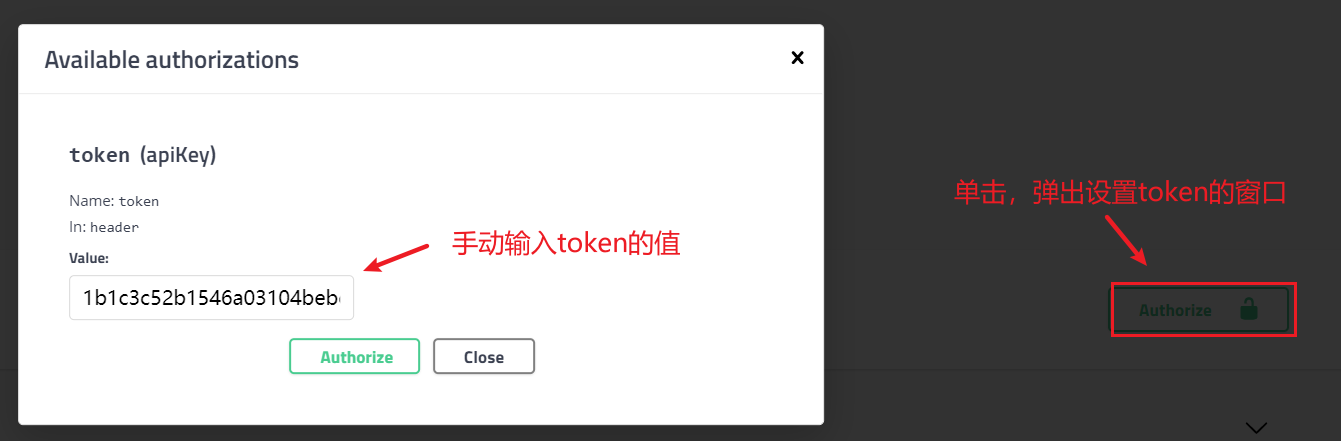 Available authorizations
token (apiKey)
Name: token
In: header
Value:
1b1c3c52b1546a03104beb
Authorize
Close
手动输入token的值
单击，弹出设置token的窗口
Authorize